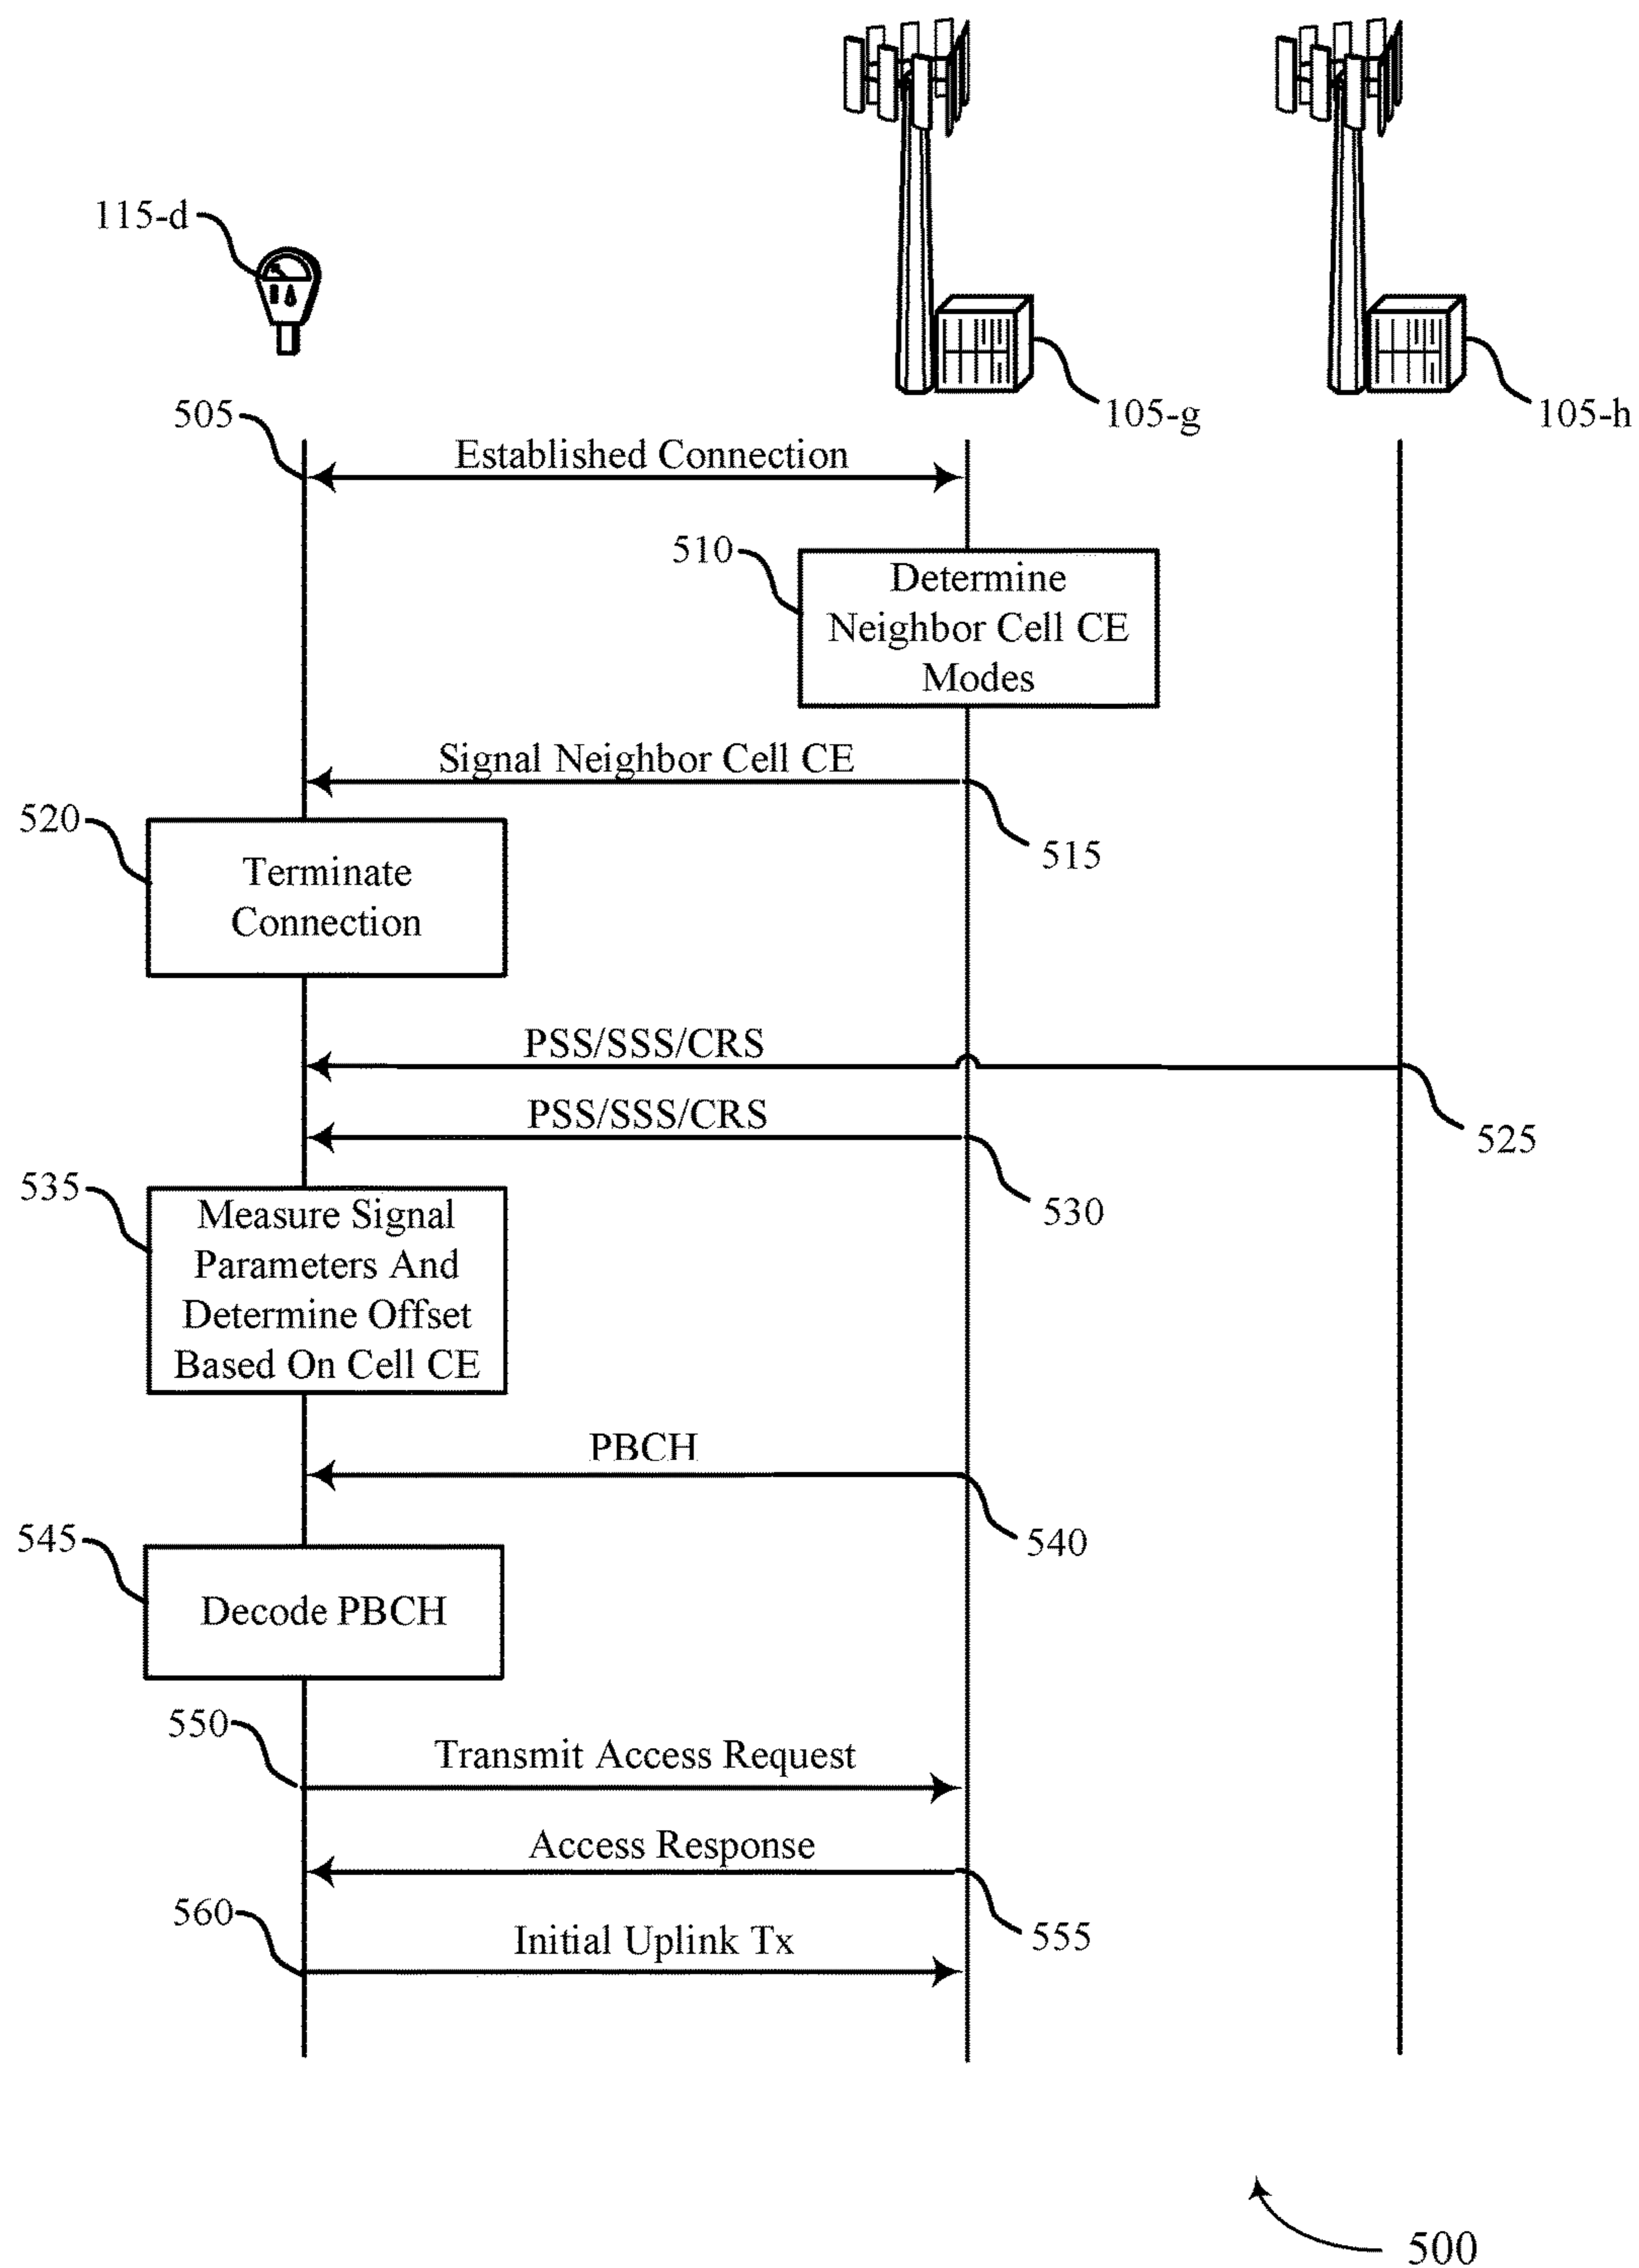 115-d
105-g
105-h
505
Established Connection
510
Determine
Neighbor Cell CE
Modes
Signal Neighbor Cell CE
515
520
Terminate
Connection
PSS/SSS/CRS
525
PSS/SSS/CRS
530
535
Measure Signal
Parameters And
Determine Offset
Based On Cell CE
PBCH
540
545
Decode PBCH
550
Transmit Access Request
Access Response
555
560
Initial Uplink Tx
500